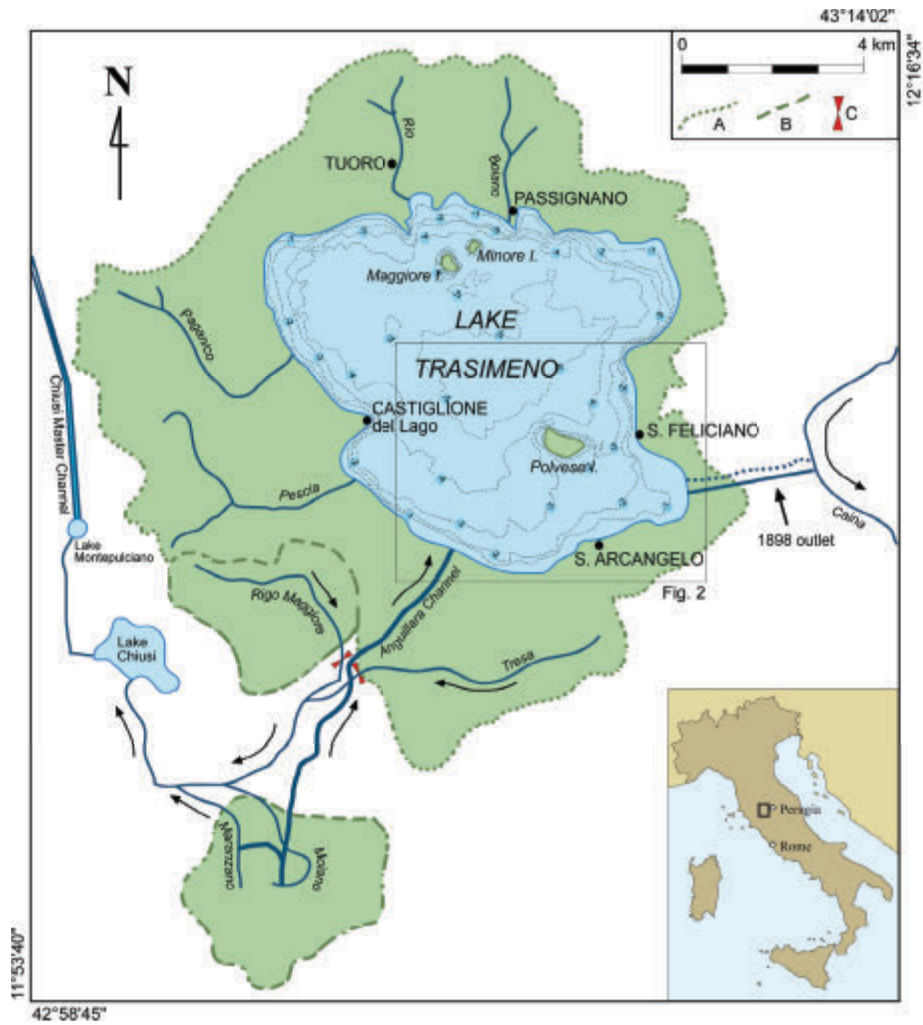 43°14'02"
12°16'34"
0 4 km
A B C
N
Rio
TUORO
Boiano
PASSIGNANO
Minore I.
Maggiore I.
LAKE
TRASIMENO
Paganico
Chiusi Master Channel
CASTIGLIONE
del Lago
S. FELICIANO
Polvese I.
Pescia
Caina
1898 outlet
Lake
Montepulciano
S. ARCANGELO
Fig. 2
Rigo Maggiore
Anguillara Channel
Tresa
Lake
Chiusi
Maranzano
Moiano
Perugia
Rome
11°53'40"
42°58'45"